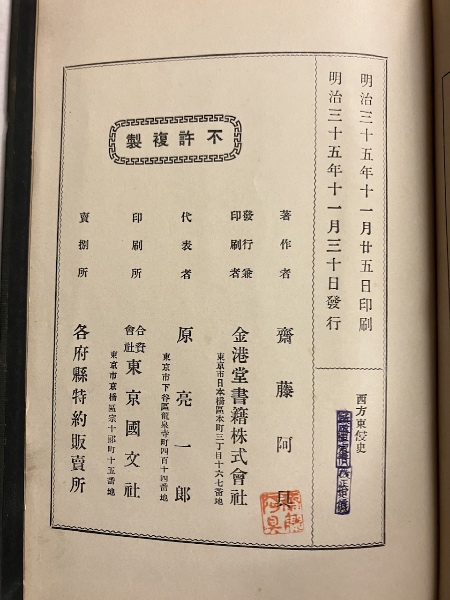 明治三十五年十一月廿五日印刷
明治三十五年十一月三十日發行
西方東侵史
不許複製
著作者
齋藤阿具
發行兼印刷者
金港堂書籍株式會社
東京市日本橋區本町三丁目十六七番地
代表者
原亮一郎
東京市下谷區龍泉寺町四百十四番地
印刷所
合資會社東京國文社
東京市京橋區宗十郎町十五番地
賣捌所
各府縣特約販賣所